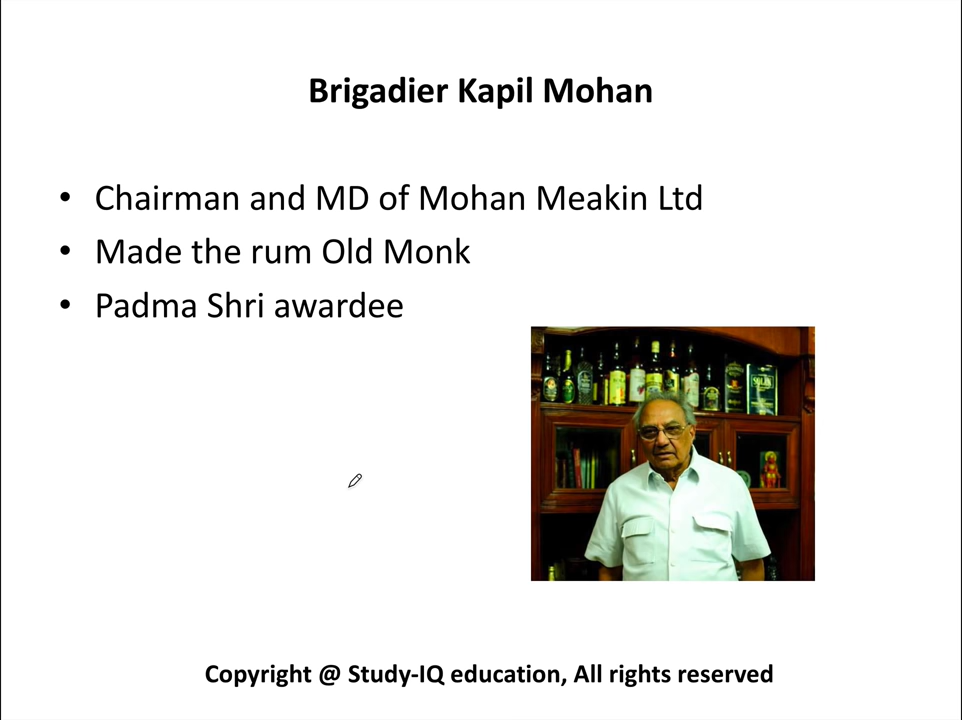 Brigadier Kapil Mohan
• Chairman and MD of Mohan Meakin Ltd
• Made the rum Old Monk
• Padma Shri awardee
Copyright @ Study-IQ education, All rights reserved